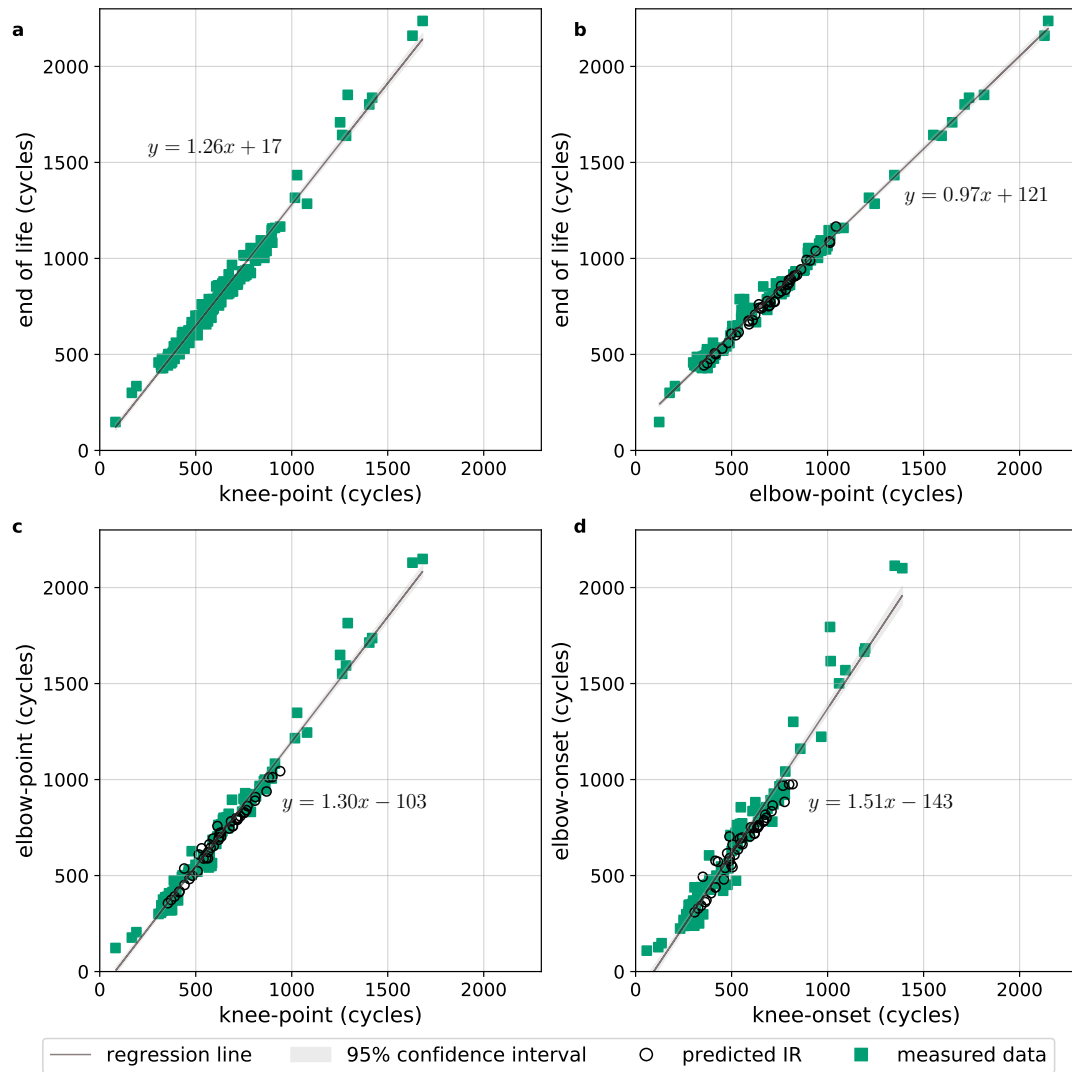 a
2000
1500
1000
500
0
end of life (cycles)
y = 1.26x + 17
0 500 1000 1500 2000
knee-point (cycles)
b
2000
1500
1000
500
0
end of life (cycles)
y = 0.97x + 121
0 500 1000 1500 2000
elbow-point (cycles)
c
2000
1500
1000
500
0
elbow-point (cycles)
y = 1.30x − 103
0 500 1000 1500 2000
knee-point (cycles)
d
2000
1500
1000
500
0
elbow-onset (cycles)
y = 1.51x − 143
0 500 1000 1500 2000
knee-onset (cycles)
regression line 95% confidence interval predicted IR measured data